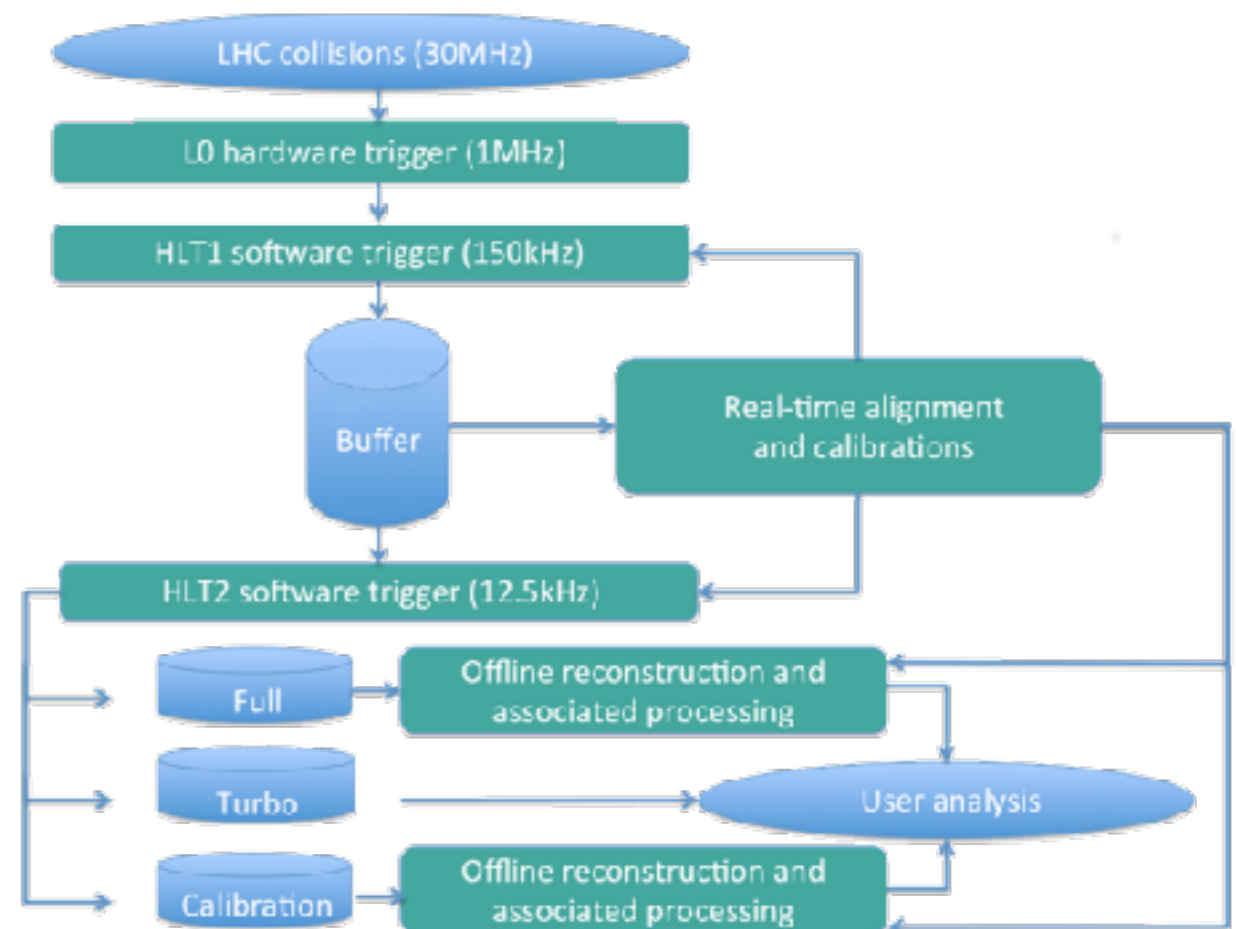 LHC collisions (30MHz)
L0 hardware trigger (1MHz)
HLT1 software trigger (150kHz)
Buffer
Real-time alignment
and calibrations
HLT2 software trigger (12.5kHz)
Full
Offline reconstruction and
associated processing
Turbo
User analysis
Calibration
Offline reconstruction and
associated processing